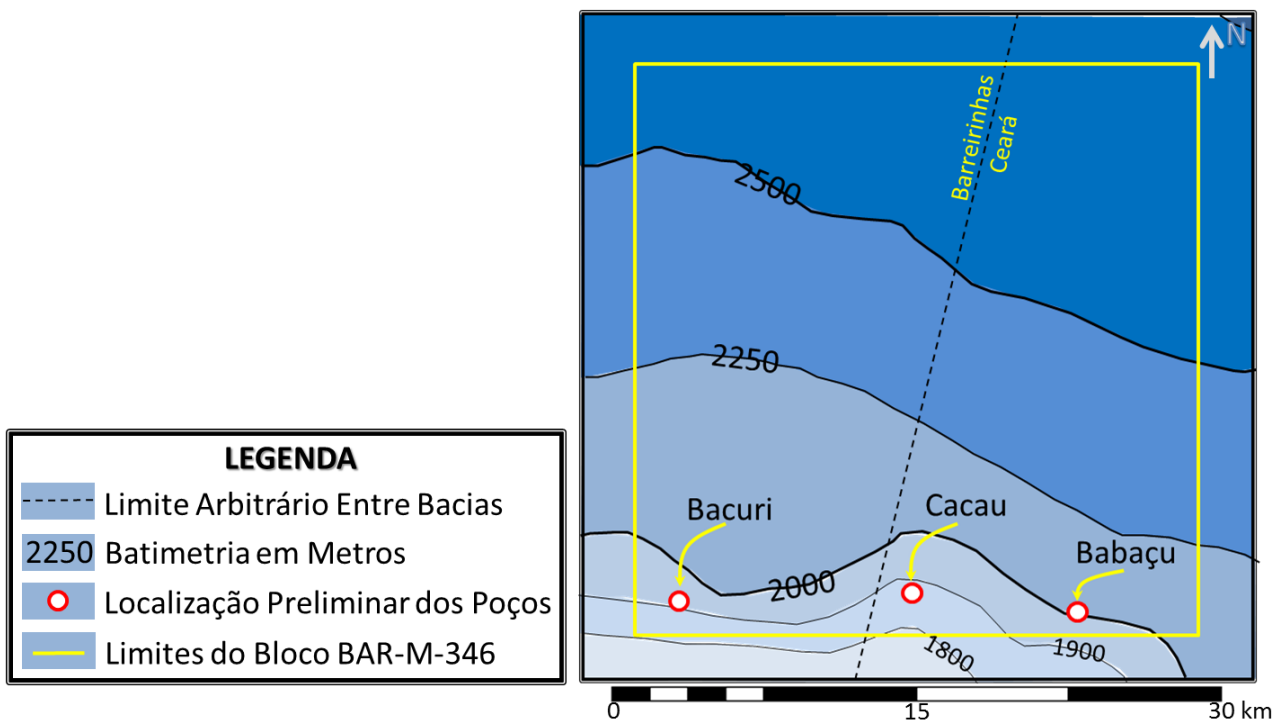 N
Barreirinhas
Ceará
2500
2250
Bacuri
Cacau
Babaçu
2000
1800
1900
LEGENDA
Limite Arbitrário Entre Bacias
2250 Batimetria em Metros
Localização Preliminar dos Poços
Limites do Bloco BAR-M-346
0 15 30 km